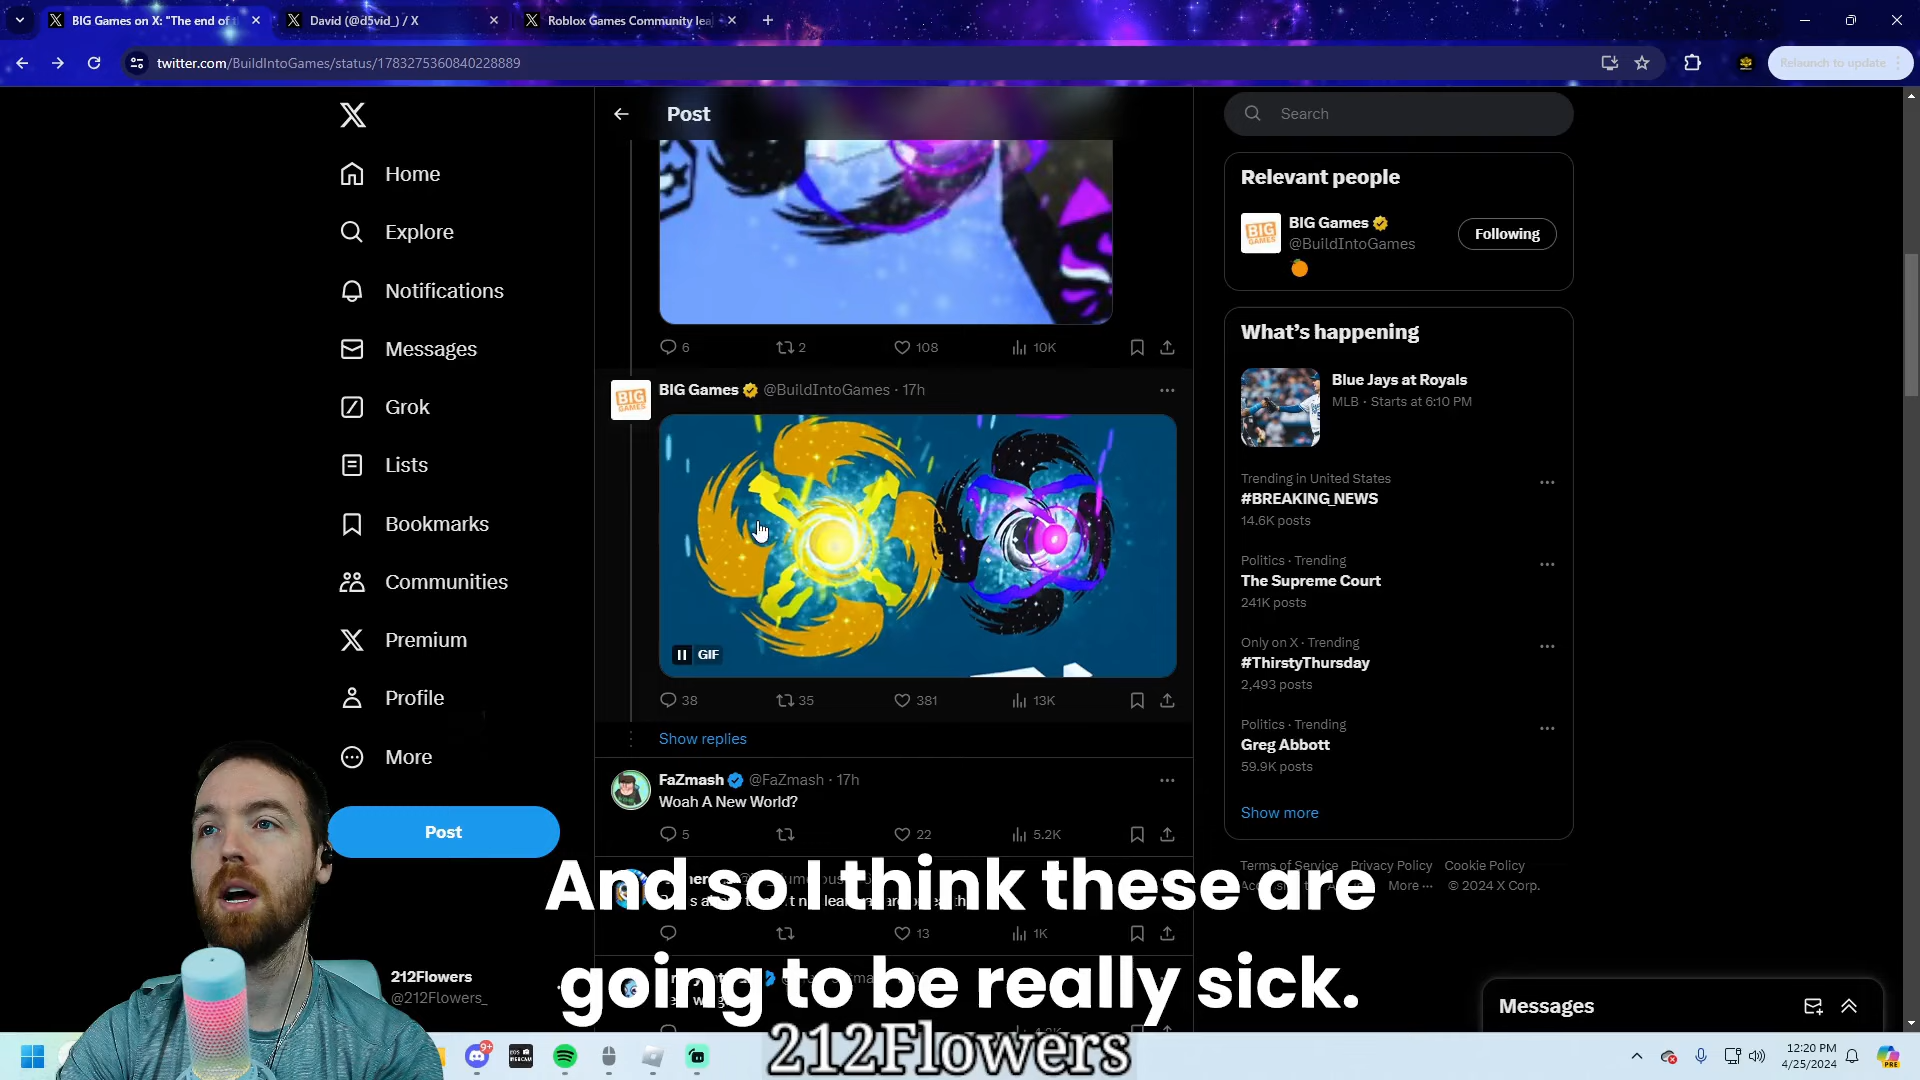 BIG Games on X: "The end of t
David (@d5vid_) / X
Roblox Games Community lea
twitter.com/BuildIntoGames/status/1783275360840228889
Relaunch to update
Home
Explore
Notifications
Messages
Grok
Lists
Bookmarks
Communities
Premium
Profile
More
Post
212Flowers
@212Flowers_
Post
6 2 108 10K
BIG Games @BuildIntoGames · 17h
GIF
38 35 381 13K
Show replies
FaZmash @FaZmash · 17h
Woah A New World?
5 22 5.2K
13 1K
And so I think these are
going to be really sick.
212Flowers
Search
Relevant people
BIG Games
@BuildIntoGames
Following
What's happening
Blue Jays at Royals
MLB · Starts at 6:10 PM
Trending in United States
#BREAKING_NEWS
14.6K posts
Politics · Trending
The Supreme Court
241K posts
Only on X · Trending
#ThirstyThursday
2,493 posts
Politics · Trending
Greg Abbott
59.9K posts
Show more
Terms of Service Privacy Policy Cookie Policy
More ··· © 2024 X Corp.
Messages
12:20 PM
4/25/2024